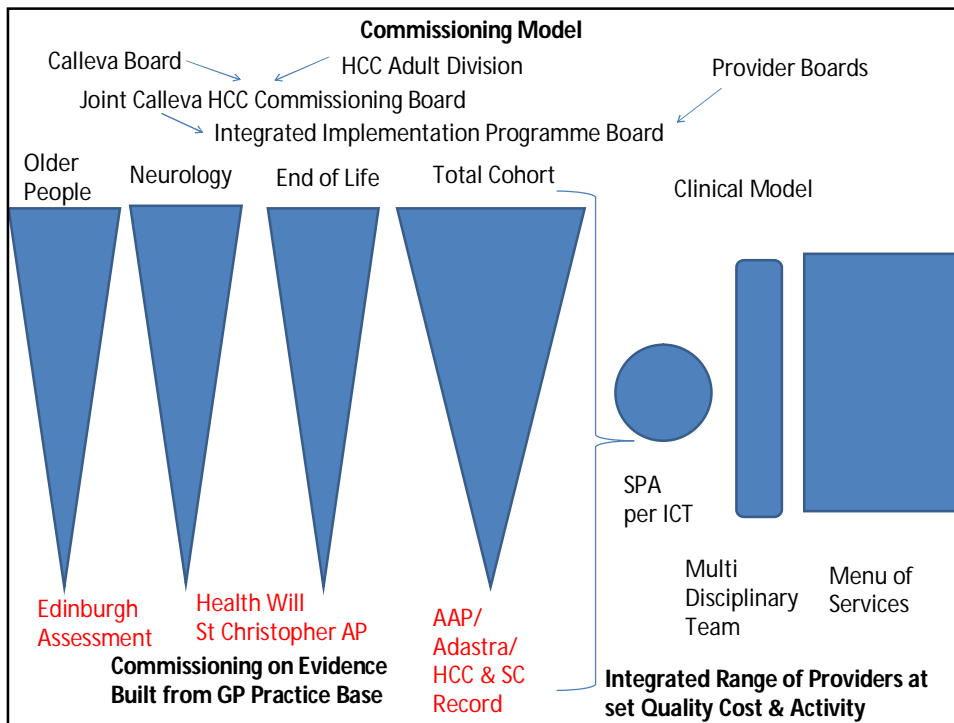 Commissioning Model
Calleva Board
HCC Adult Division
Provider Boards
Joint Calleva HCC Commissioning Board
Integrated Implementation Programme Board
Older
People
Neurology
End of Life
Total Cohort
Clinical Model
SPA
per ICT
Multi
Disciplinary
Team
Menu of
Services
Edinburgh
Assessment
Health Will
St Christopher AP
AAP/
Adastra/
HCC & SC
Record
Commissioning on Evidence
Built from GP Practice Base
Integrated Range of Providers at
set Quality Cost & Activity